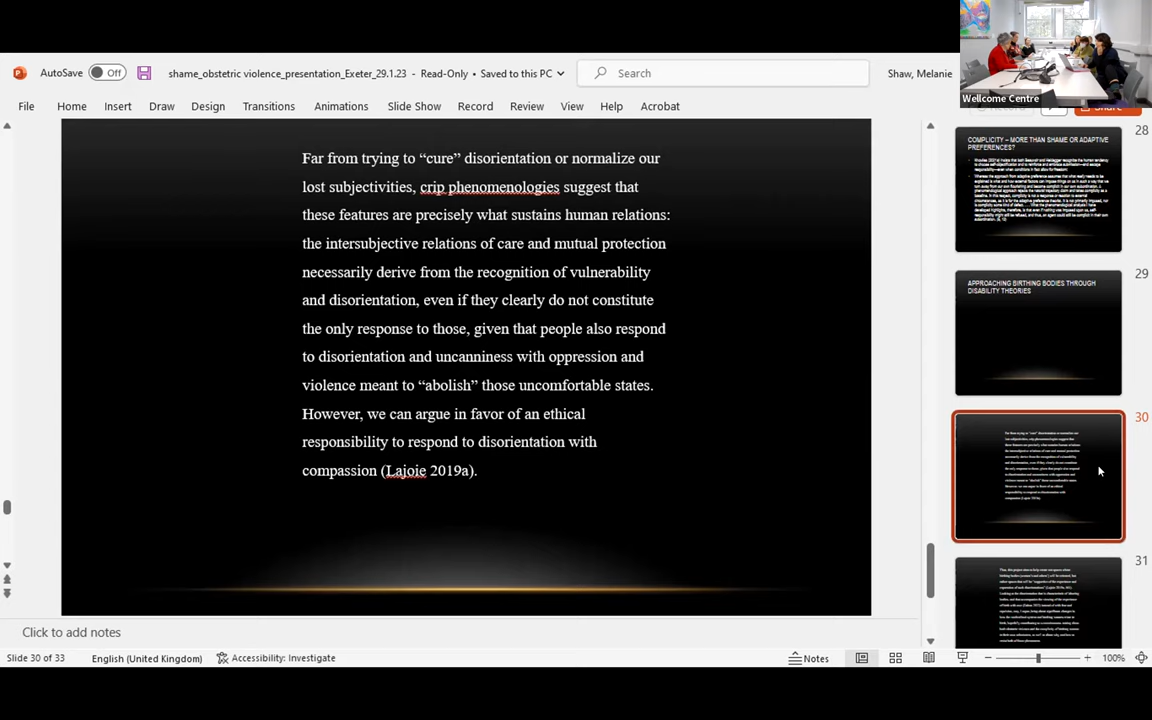 Wellcome Centre
AutoSave Off
shame_obstetric violence_presentation_Exeter_29.1.23 - Read-Only • Saved to this PC
Search
Shaw, Melanie
File Home Insert Draw Design Transitions Animations Slide Show Record Review View Help Acrobat
Share
Far from trying to “cure” disorientation or normalize our
lost subjectivities, crip phenomenologies suggest that
these features are precisely what sustains human relations:
the intersubjective relations of care and mutual protection
necessarily derive from the recognition of vulnerability
and disorientation, even if they clearly do not constitute
the only response to those, given that people also respond
to disorientation and uncanniness with oppression and
violence meant to “abolish” those uncomfortable states.
However, we can argue in favor of an ethical
responsibility to respond to disorientation with
compassion (Lajoie 2019a).
28
COMPLICITY – MORE THAN SHAME OR ADAPTIVE
PREFERENCES?
29
APPROACHING BIRTHING BODIES THROUGH
DISABILITY THEORIES
30
31
Click to add notes
Slide 30 of 33 English (United Kingdom) Accessibility: Investigate Notes 100%